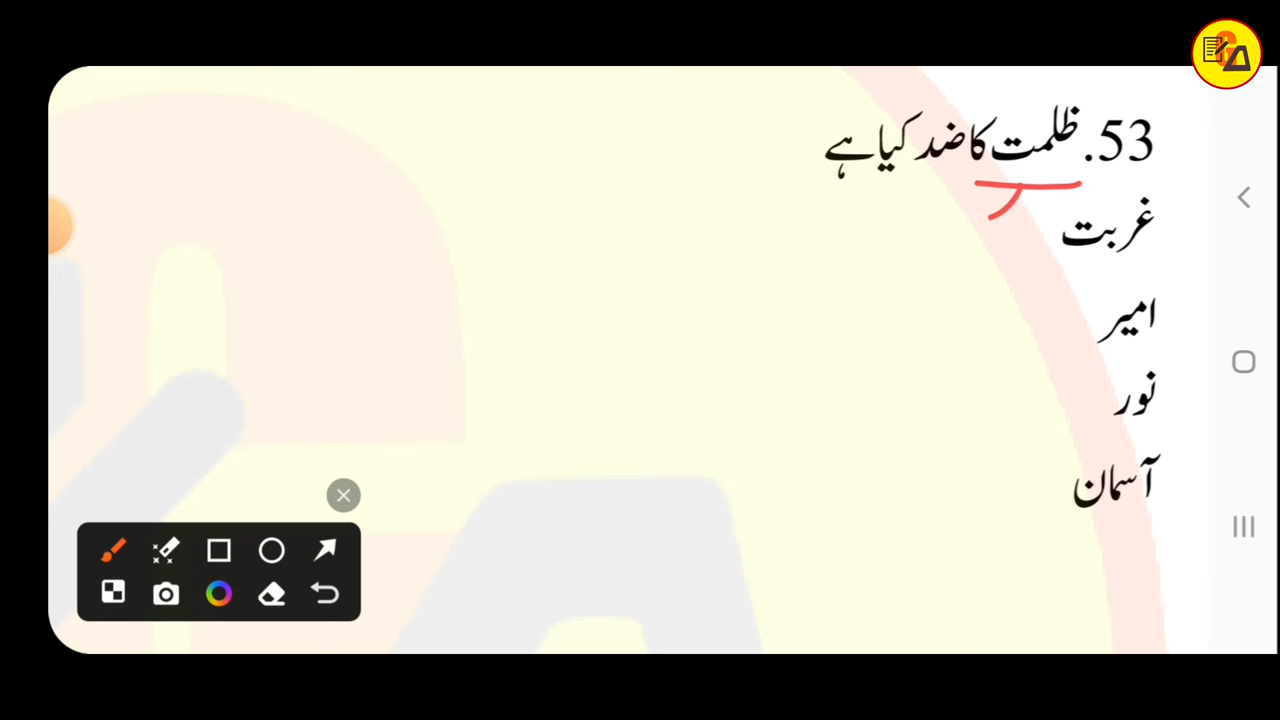 53. ظلمت کا ضد کیا ہے
غربت
امیر
نور
آسمان